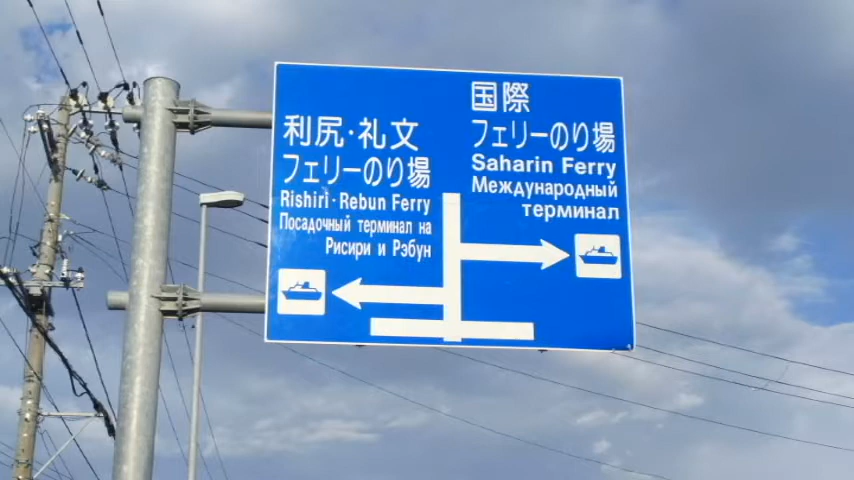 利尻・礼文
フェリーのり場
Rishiri・Rebun Ferry
Посадочный терминал на
Рисири и Рэбун
国際
フェリーのり場
Saharin Ferry
Международный
терминал